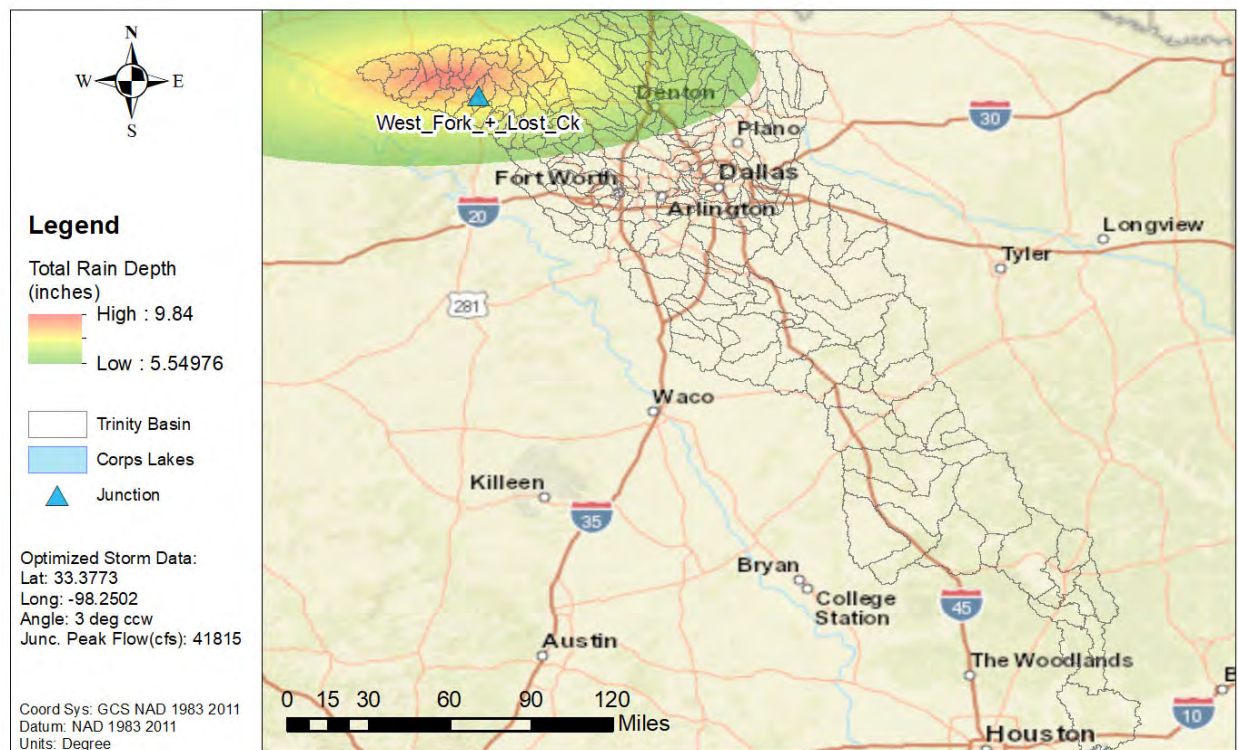 N
W
E
S
Legend
Total Rain Depth
(inches)
High : 9.84
Low : 5.54976
Trinity Basin
Corps Lakes
Junction
Optimized Storm Data:
Lat: 33.3773
Long: -98.2502
Angle: 3 deg ccw
Junc. Peak Flow(cfs): 41815
Coord Sys: GCS NAD 1983 2011
Datum: NAD 1983 2011
Units: Degree
Denton
West_Fork_+_Lost_Ck
30
Plano
Fort Worth
Dallas
20
Arlington
Longview
Tyler
281
Waco
Killeen
35
Bryan
College
Station
45
Austin
The Woodlands
10
Houston
0 15 30 60 90 120
Miles